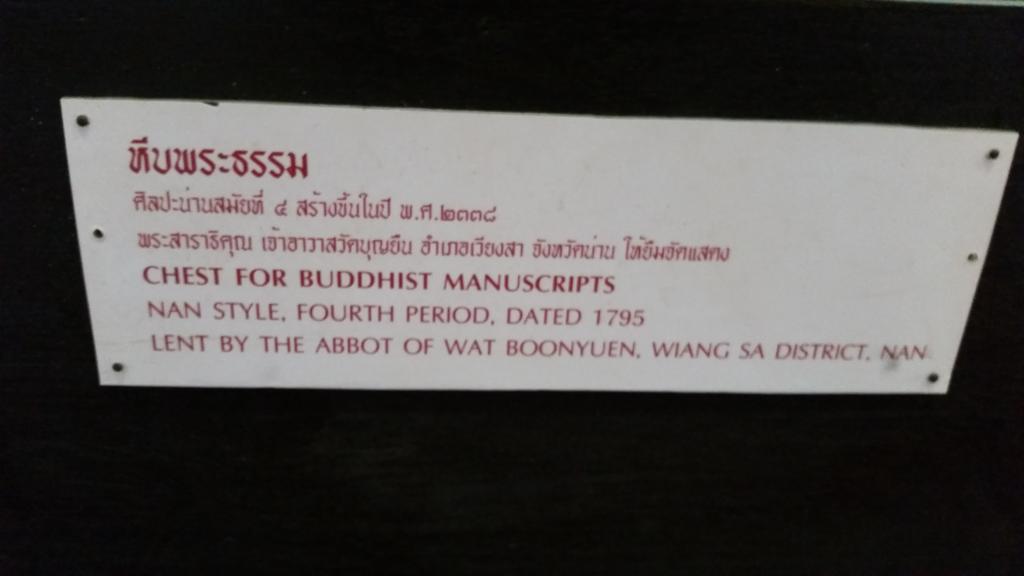 หีบพระธรรม
ศิลปะน่านสมัยที่ ๔ สร้างขึ้นในปี พ.ศ.๒๓๓๘
พระสาราธิคุณ เจ้าอาวาสวัดบุญยืน อำเภอเวียงสา จังหวัดน่าน ให้ยืมจัดแสดง
CHEST FOR BUDDHIST MANUSCRIPTS
NAN STYLE, FOURTH PERIOD, DATED 1795
LENT BY THE ABBOT OF WAT BOONYUEN, WIANG SA DISTRICT, NAN